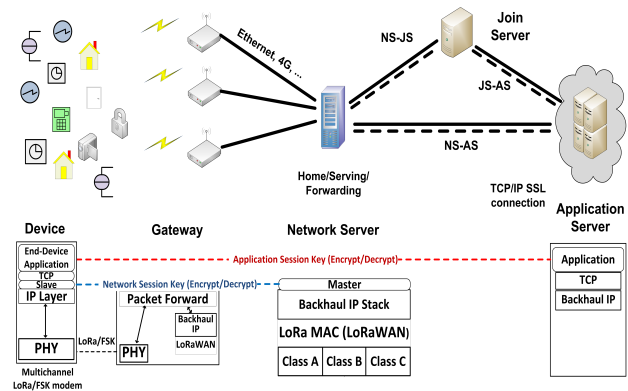 Join
Server
NS-JS
Ethernet, 4G, ...
JS-AS
NS-AS
Home/Serving/
Forwarding
TCP/IP SSL
connection
Application
Server
Device
Gateway
Network Server
End-Device
Application
TCP
Slave
IP Layer
PHY
Multichannel
LoRa/FSK modem
LoRa/FSK
Application Session Key (Encrypt/Decrypt)
Network Session Key (Encrypt/Decrypt)
Packet Forward
Backhaul
IP
LoRaWAN
PHY
Master
Backhaul IP Stack
LoRa MAC (LoRaWAN)
Class A
Class B
Class C
Application
TCP
Backhaul IP